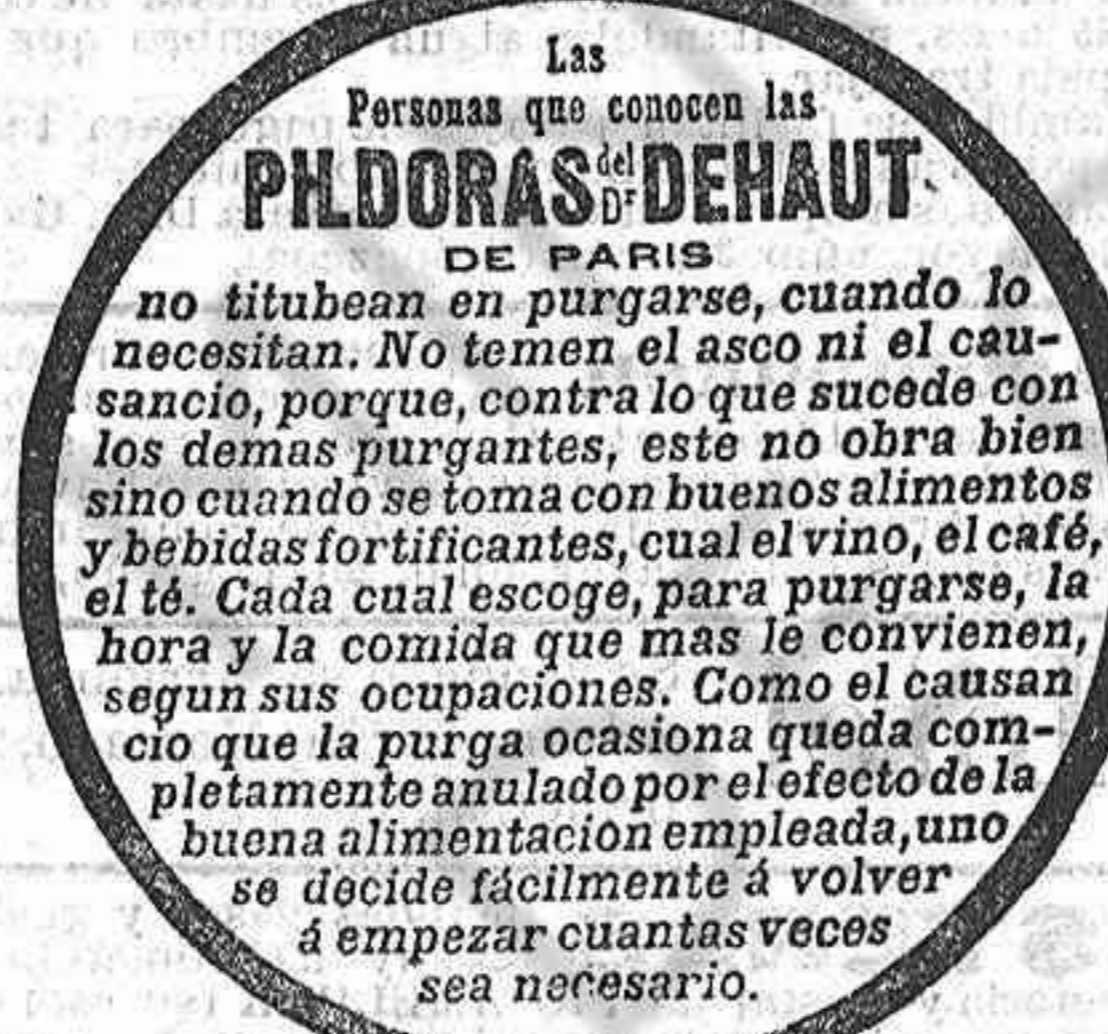 Las
Personas que conocen las
PILDORAS del Dr DEHAUT
DE PARIS
no titubean en purgarse, cuando lo
necesitan. No temen el asco ni el cau-
sancio, porque, contra lo que sucede con
los demas purgantes, este no obra bien
sino cuando se toma con buenos alimentos
y bebidas fortificantes, cual el vino, el café,
el té. Cada cual escoge, para purgarse, la
hora y la comida que mas le convienen,
segun sus ocupaciones. Como el causan
cio que la purga ocasiona queda com-
pletamente anulado por el efecto de la
buena alimentacion empleada, uno
se decide fácilmente á volver
á empezar cuantas veces
sea necesario.